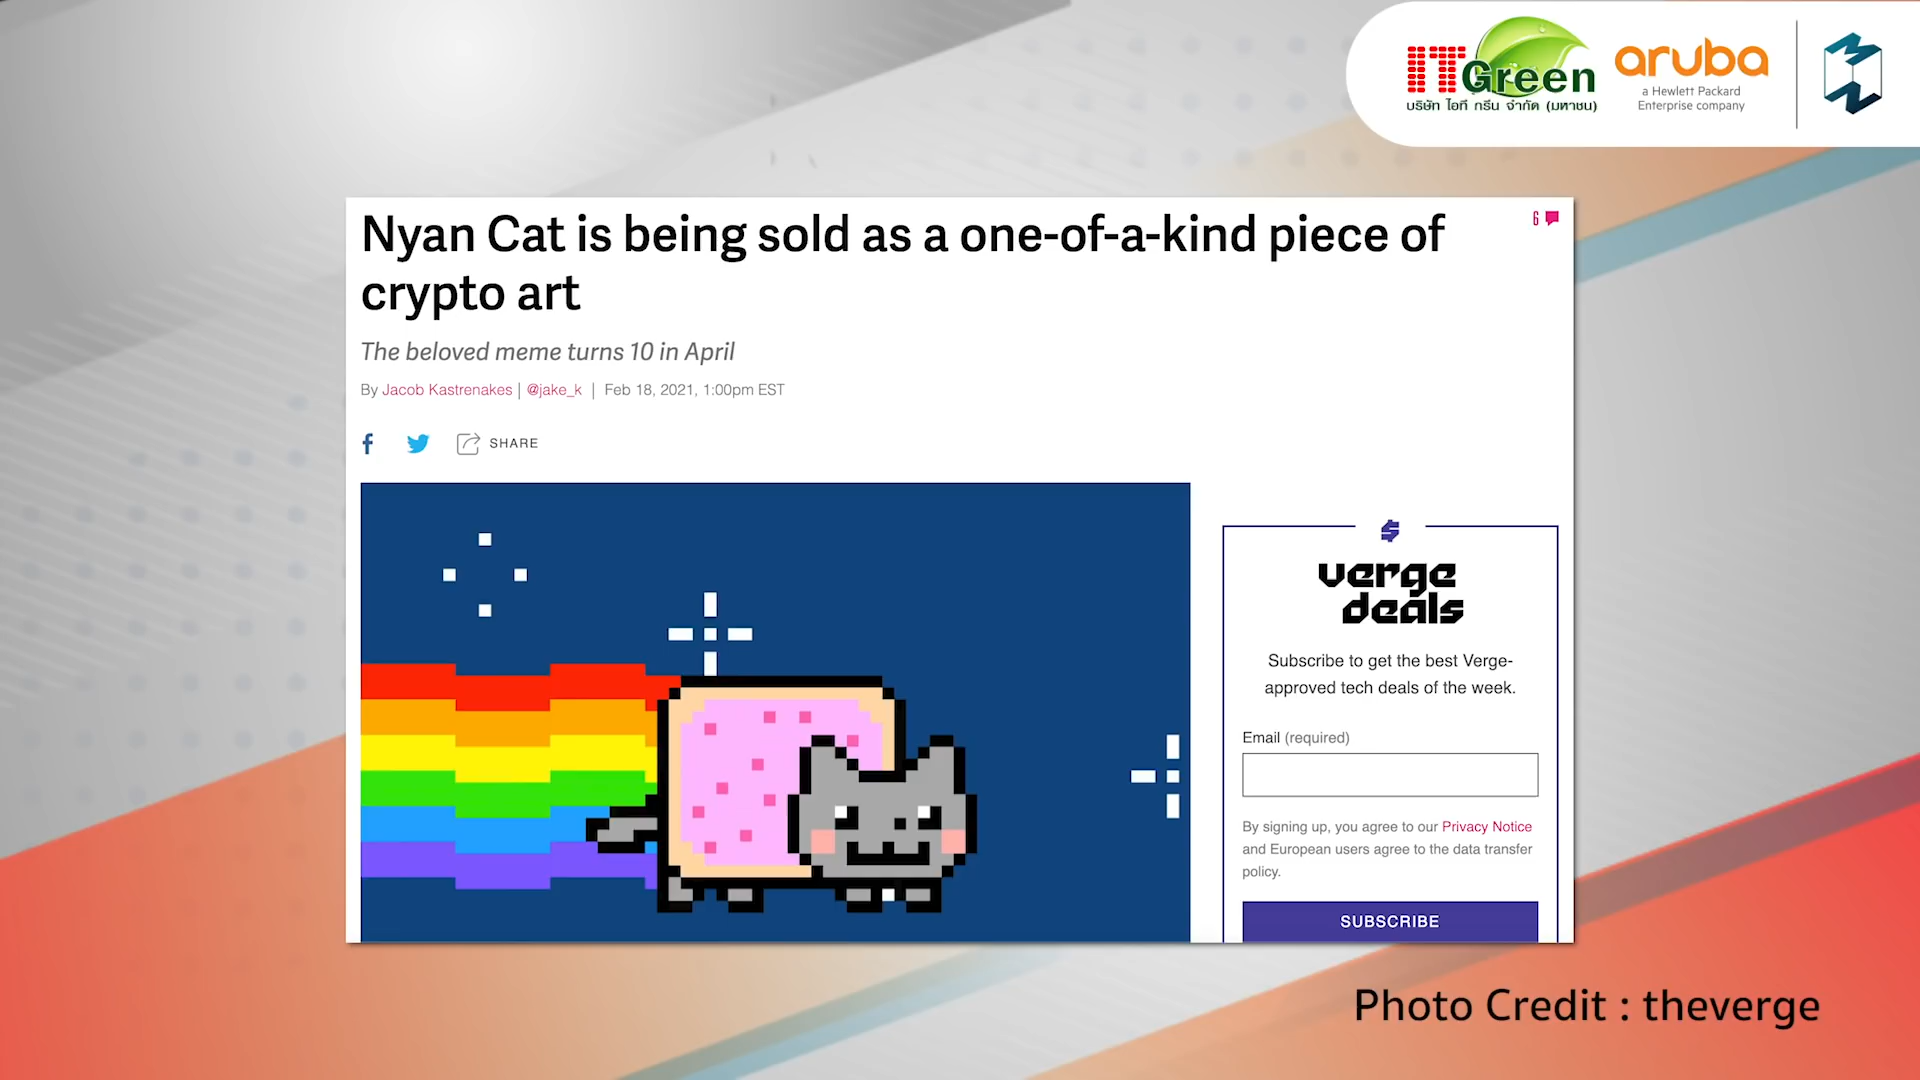 ITGreen
บริษัท ไอที กรีน จำกัด (มหาชน)
aruba
a Hewlett Packard
Enterprise company
Nyan Cat is being sold as a one-of-a-kind piece of
crypto art
6
The beloved meme turns 10 in April
By Jacob Kastrenakes | @jake_k | Feb 18, 2021, 1:00pm EST
SHARE
verge
deals
Subscribe to get the best Verge-
approved tech deals of the week.
Email (required)
By signing up, you agree to our Privacy Notice
and European users agree to the data transfer
policy.
SUBSCRIBE
Photo Credit : theverge